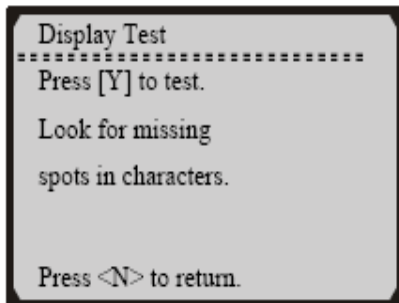 Display Test
Press [Y] to test.
Look for missing
spots in characters.
Press <N> to return.